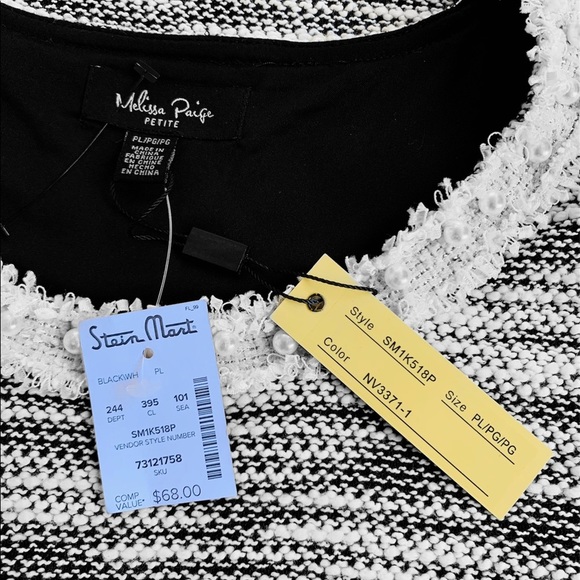 Melissa Paige
PETITE
PL/PG/PG
MADE IN
CHINA
FABRIQUE
EN CHINE
HECHO
EN CHINA
FL_00
Stein Mart
BLACK\WH PL
244 395 101
DEPT CL SEA
SM1K518P
VENDOR STYLE NUMBER
73121758
SKU
COMP
VALUE* $68.00
Style SM1K518P Size PL/PG/PG
Color NV3371-1